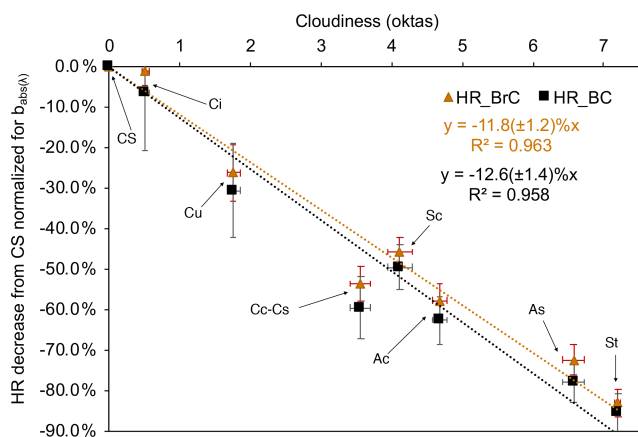 Cloudiness (oktas)
0 1 2 3 4 5 6 7
HR decrease from CS normalized for b_abs(λ)
0.0%
-10.0%
-20.0%
-30.0%
-40.0%
-50.0%
-60.0%
-70.0%
-80.0%
-90.0%
HR_BrC HR_BC
y = -11.8(±1.2)%x
R² = 0.963
y = -12.6(±1.4)%x
R² = 0.958
CS
Ci
Cu
Cc-Cs
Sc
Ac
As
St